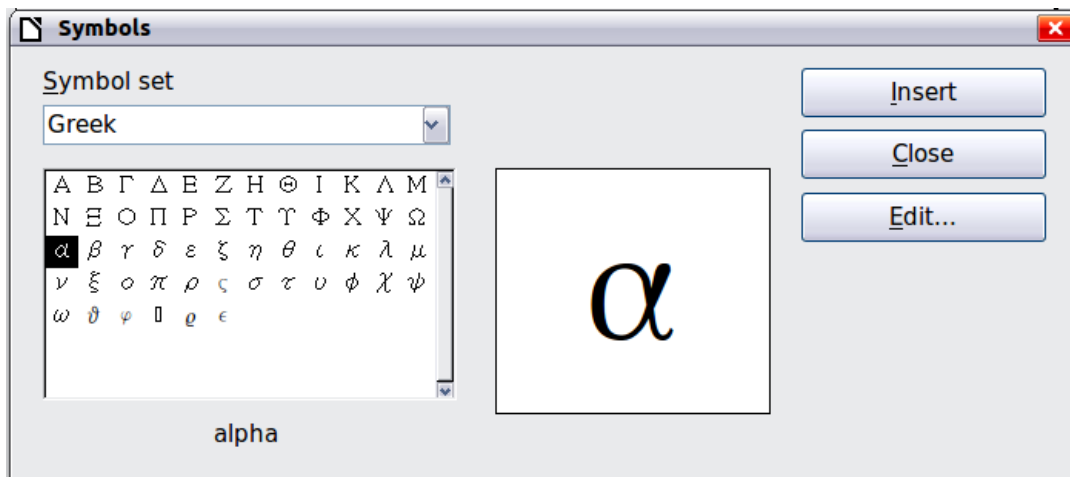 Symbols
Symbol set
Greek
Α Β Γ Δ Ε Ζ Η Θ Ι Κ Λ Μ
Ν Ξ Ο Π Ρ Σ Τ ϒ Φ Χ Ψ Ω
α β γ δ ε ζ η θ ι κ λ μ
ν ξ ο π ρ ς σ τ υ ϕ χ ψ
ω ϑ φ ▯ ϱ ϵ
alpha
α
Insert
Close
Edit...